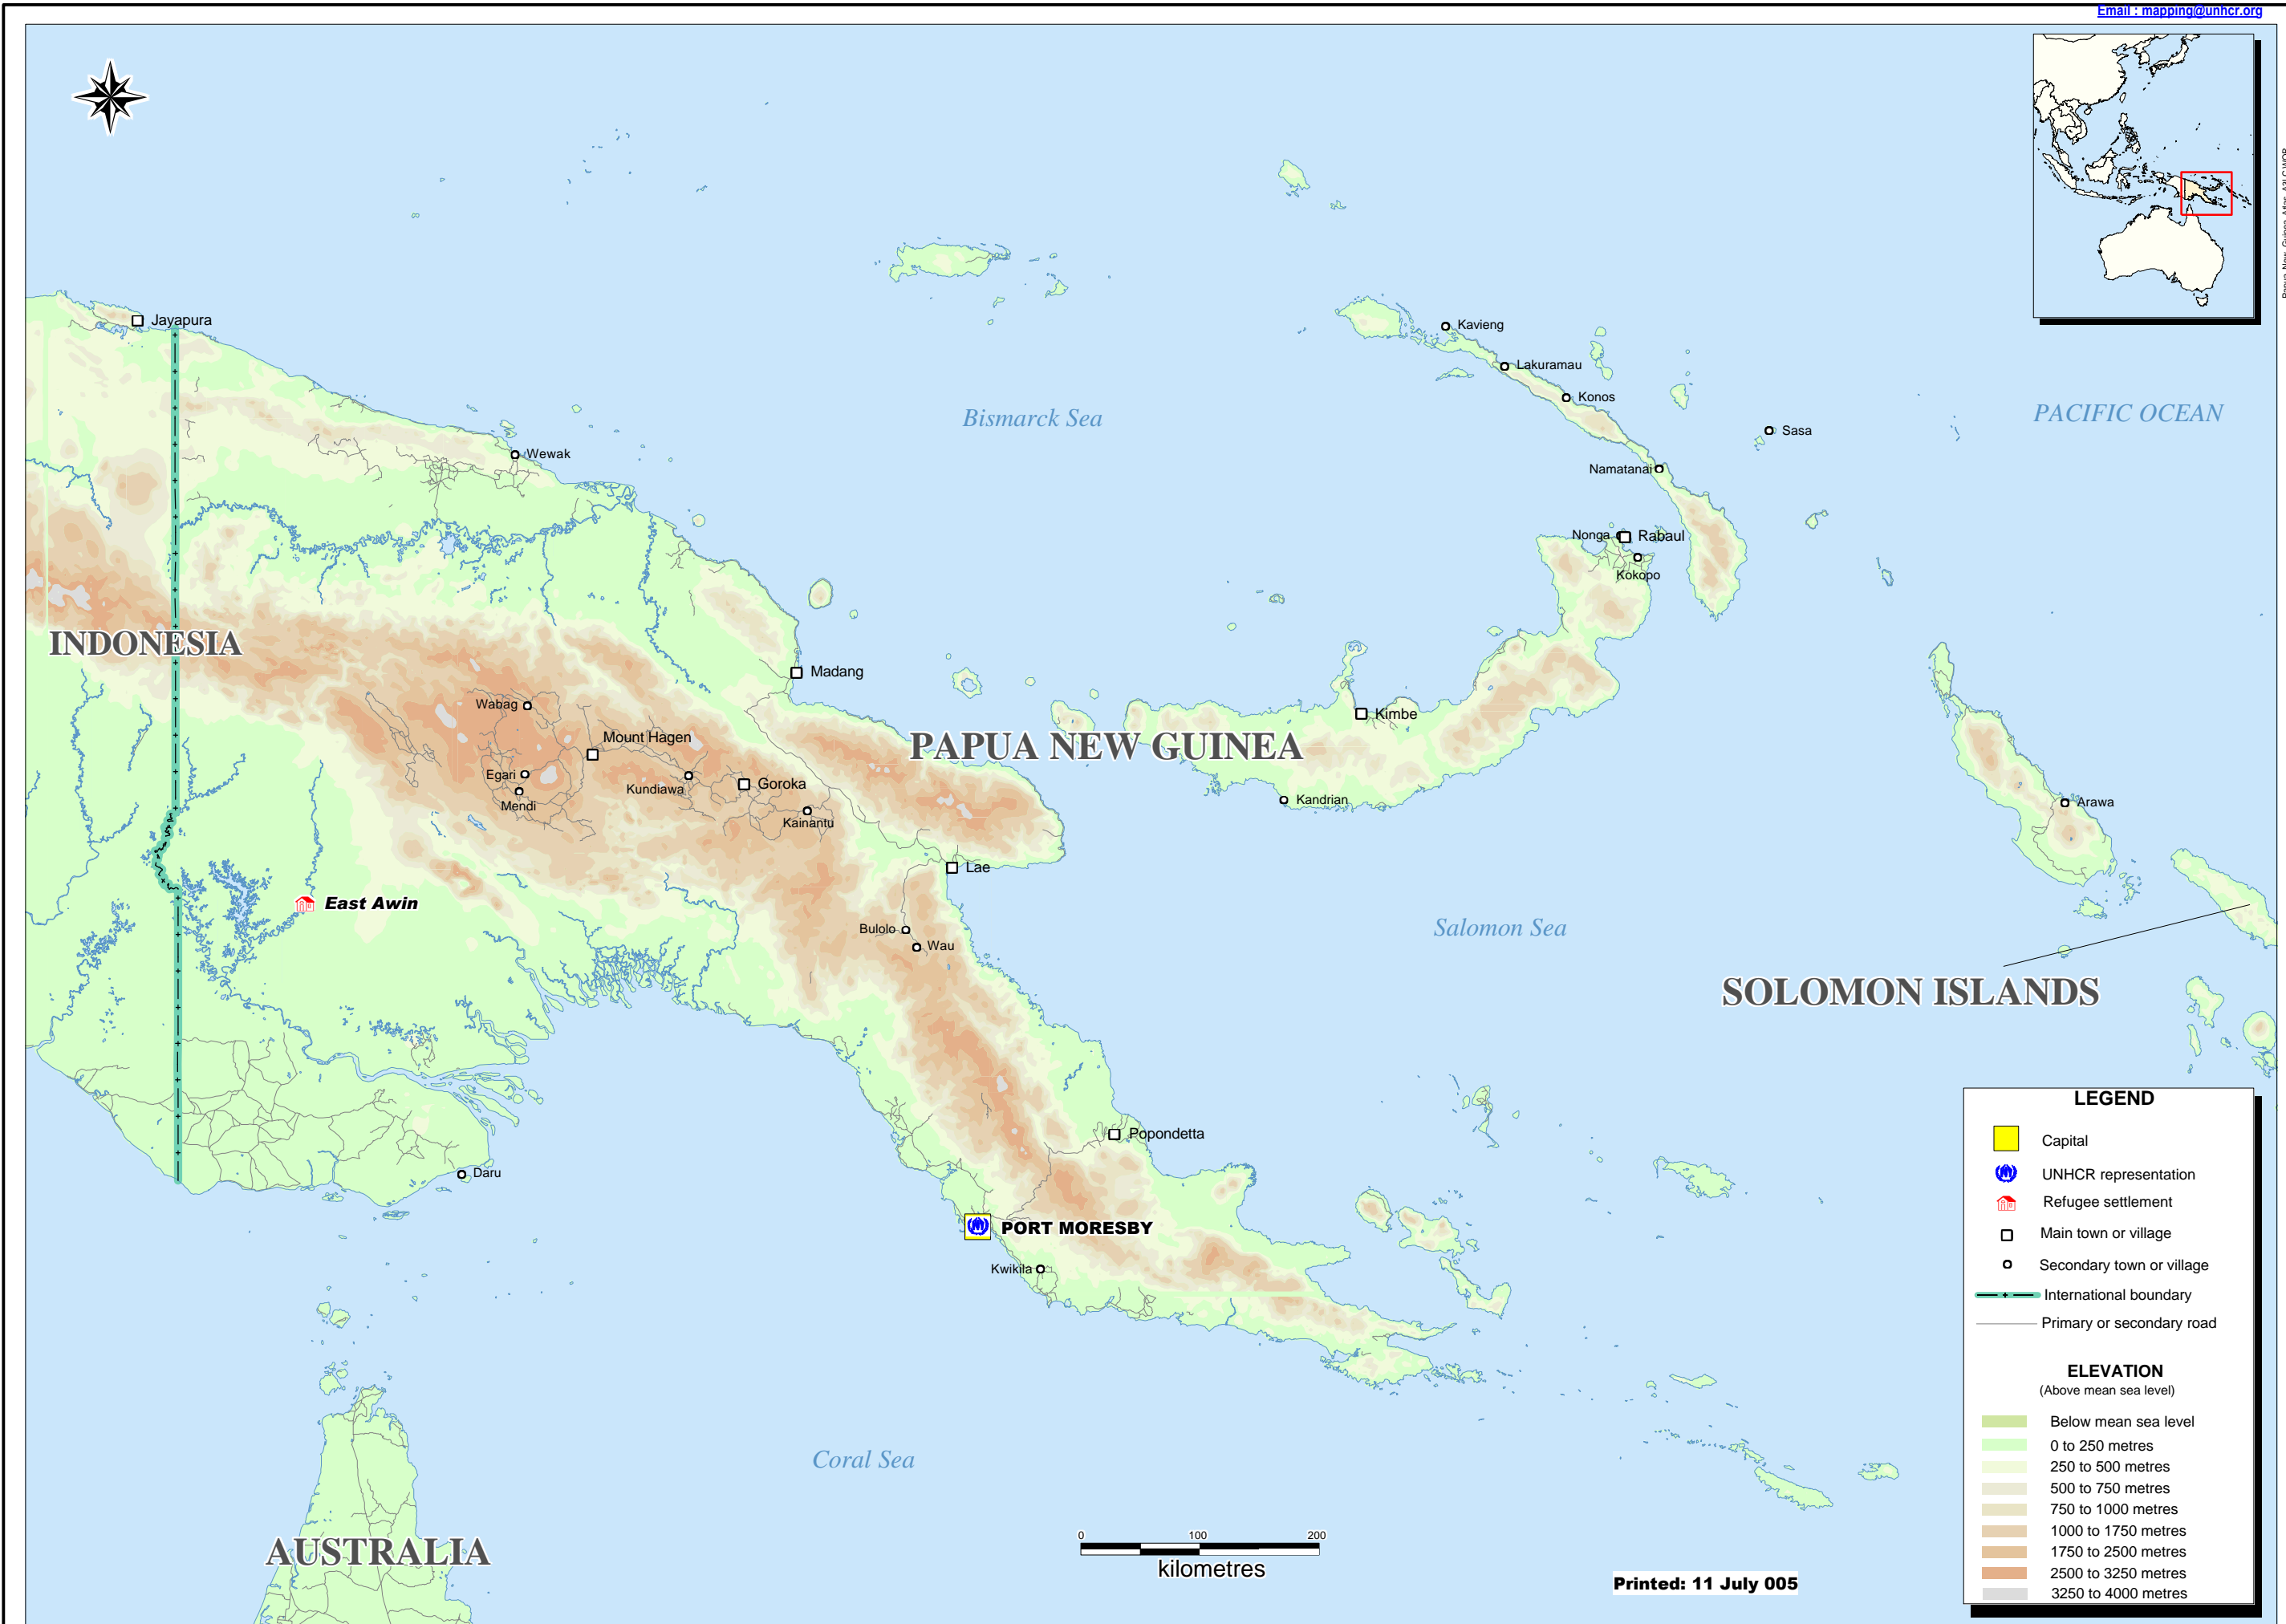 Email : mapping@unhcr.org
Papua_New_Guinea_Atlas_A3LC.WOR
Jayapura
Kavieng
Lakuramau
Konos
PACIFIC OCEAN
Bismarck Sea
Sasa
Wewak
Namatanai
Nonga
Rabaul
Kokopo
INDONESIA
Madang
Wabag
Kimbe
Mount Hagen
PAPUA NEW GUINEA
Egari
Goroka
Kundiawa
Mendi
Kandrian
Arawa
Kainantu
Lae
East Awin
Bulolo
Salomon Sea
Wau
SOLOMON ISLANDS
Popondetta
Daru
PORT MORESBY
Kwikila
Coral Sea
AUSTRALIA
0 100 200
kilometres
Printed: 11 July 005
LEGEND
Capital
UNHCR representation
Refugee settlement
Main town or village
Secondary town or village
International boundary
Primary or secondary road
ELEVATION
(Above mean sea level)
Below mean sea level
0 to 250 metres
250 to 500 metres
500 to 750 metres
750 to 1000 metres
1000 to 1750 metres
1750 to 2500 metres
2500 to 3250 metres
3250 to 4000 metres